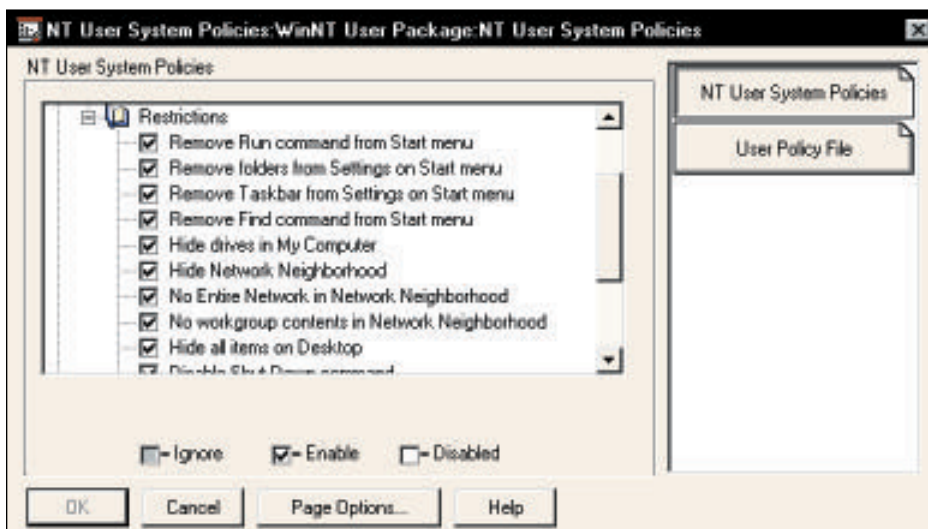 NT User System Policies:WinNT User Package:NT User System Policies
NT User System Policies
Restrictions
Remove Run command from Start menu
Remove folders from Settings on Start menu
Remove Taskbar from Settings on Start menu
Remove Find command from Start menu
Hide drives in My Computer
Hide Network Neighborhood
No Entire Network in Network Neighborhood
No workgroup contents in Network Neighborhood
Hide all items on Desktop
Disable Shut Down command
= Ignore
= Enable
= Disabled
OK
Cancel
Page Options...
Help
NT User System Policies
User Policy File